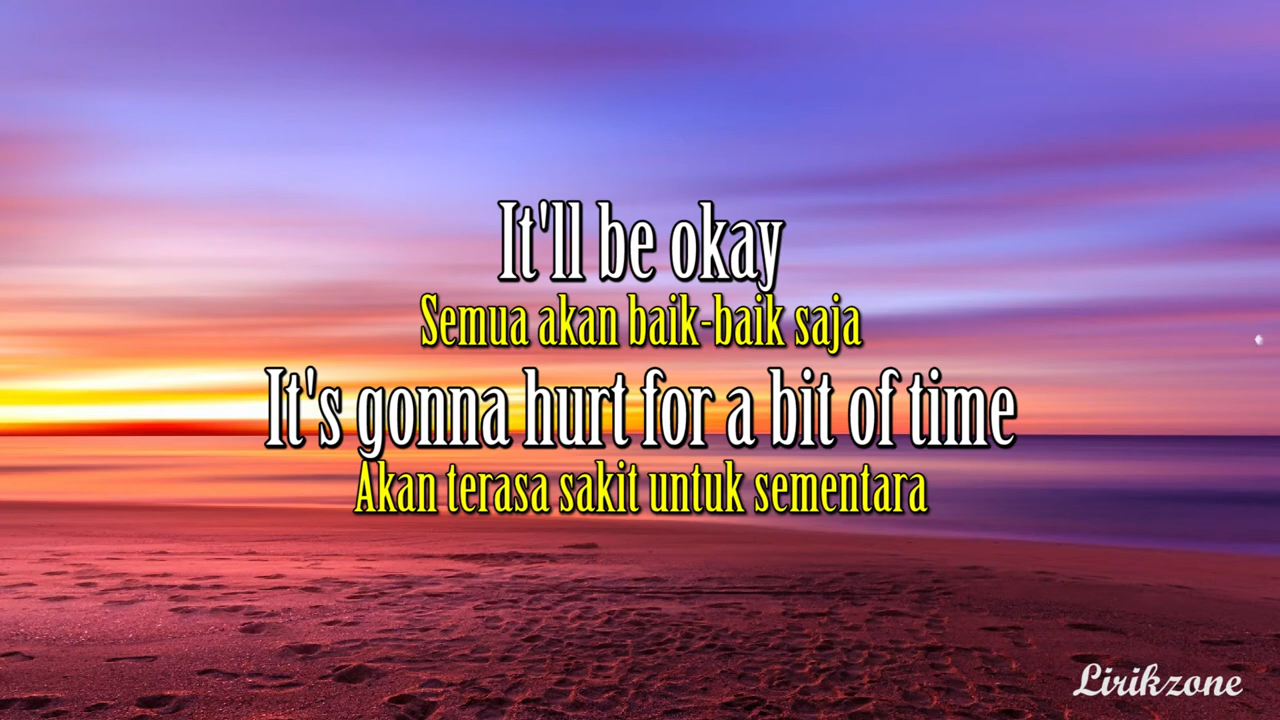 It'll be okay
Semua akan baik-baik saja
It's gonna hurt for a bit of time
Akan terasa sakit untuk sementara
Lirikzone